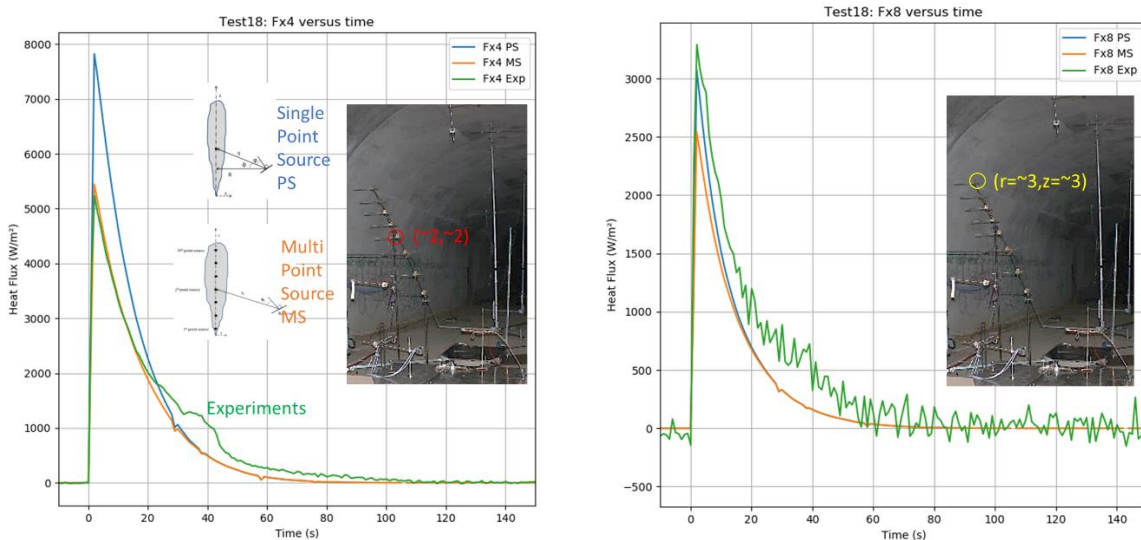 Test18: Fx4 versus time
Heat Flux (W/m²)
8000
7000
6000
5000
4000
3000
2000
1000
0
Fx4 PS
Fx4 MS
Fx4 Exp
Single
Point
Source
PS
Multi
Point
Source
MS
(~2,~2)
Experiments
0
20
40
60
80
100
120
140
Time (s)
Test18: Fx8 versus time
Heat Flux (W/m²)
3000
2500
2000
1500
1000
500
0
−500
Fx8 PS
Fx8 MS
Fx8 Exp
(r=~3,z=~3)
0
20
40
60
80
100
120
140
Time (s)